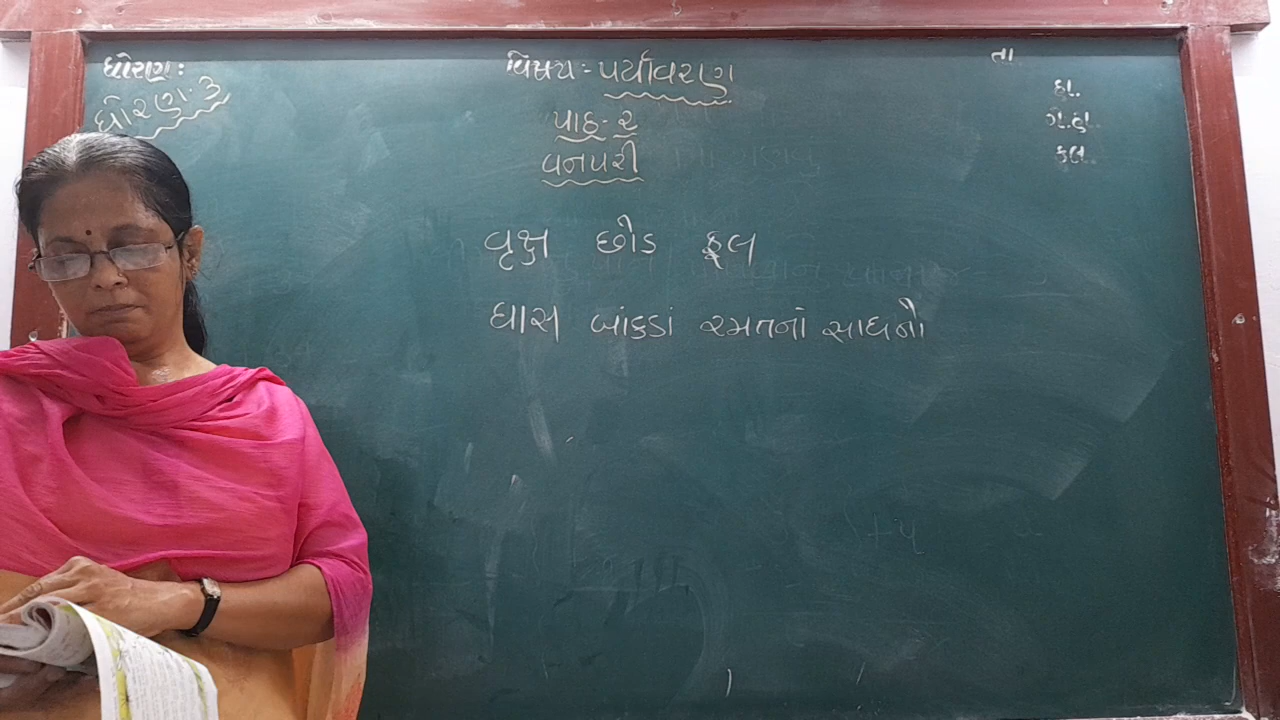 ધોરણ:
ધોરણ: ૩
વિષય:- પર્યાવરણ
પાઠ- ૨
વનપરી
તા
હા.
ગે.હા.
કુલ.
વૃક્ષ છોડ ફૂલ
ઘાસ બાંકડાં રમતનાં સાધનો